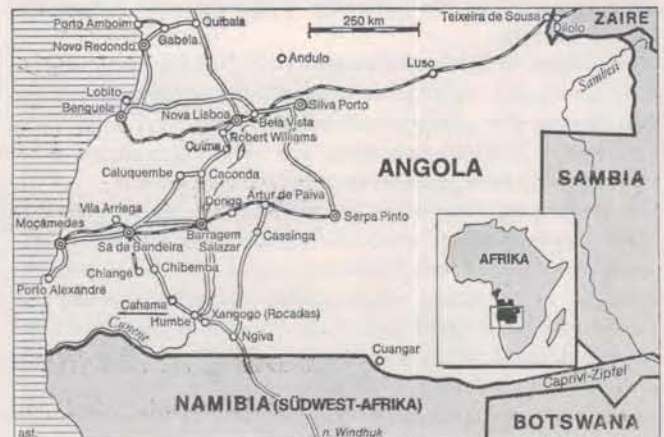 Porto Amboim
Quibala
250 km
Teixeira de Sousa
ZAIRE
Dilolo
Gabela
Novo Redondo
Andulo
Luso
Sambesi
Lobito
Silva Porto
Benguela
Nova Lisboa
Bela Vista
Robert Williams
Quima
ANGOLA
SAMBIA
Caluquembe
Caconda
Dongo
Artur de Paiva
Vila Arriega
Serpa Pinto
Moçâmedes
Barragem
Salazar
Sá da Bandeira
Cassinga
AFRIKA
Chiange
Chibemba
Porto Alexandre
Cahama
Xangogo (Rocadas)
Humbe
Cunene
Ngiva
Cuangar
Caprivi-Zipfel
NAMIBIA (SÜDWEST-AFRIKA)
BOTSWANA
ast.
n. Windhuk